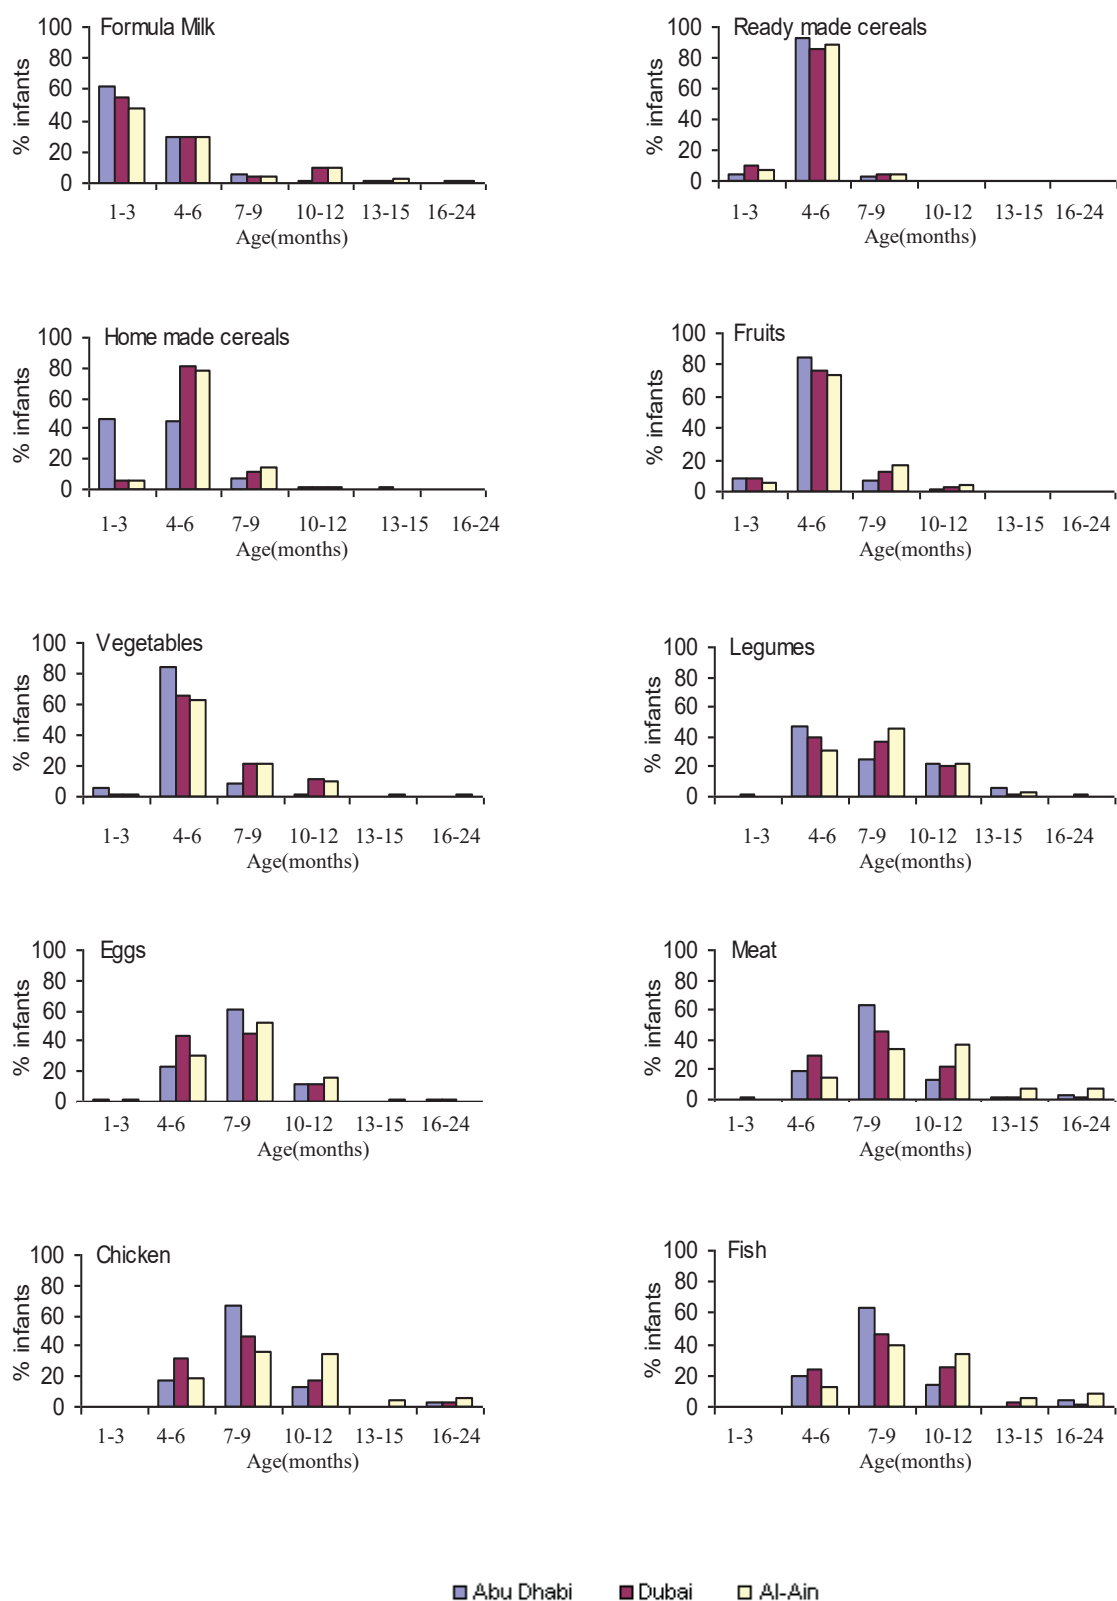 Formula Milk
100
80
60
40
20
0
% infants
1-3 4-6 7-9 10-12 13-15 16-24
Age(months)
Ready made cereals
100
80
60
40
20
0
% infants
1-3 4-6 7-9 10-12 13-15 16-24
Age(months)
Home made cereals
100
80
60
40
20
0
% infants
1-3 4-6 7-9 10-12 13-15 16-24
Age(months)
Fruits
100
80
60
40
20
0
% infants
1-3 4-6 7-9 10-12 13-15 16-24
Age(months)
Vegetables
100
80
60
40
20
0
% infants
1-3 4-6 7-9 10-12 13-15 16-24
Age(months)
Legumes
100
80
60
40
20
0
% infants
1-3 4-6 7-9 10-12 13-15 16-24
Age(months)
Eggs
100
80
60
40
20
0
% infants
1-3 4-6 7-9 10-12 13-15 16-24
Age(months)
Meat
100
80
60
40
20
0
% infants
1-3 4-6 7-9 10-12 13-15 16-24
Age(months)
Chicken
100
80
60
40
20
0
% infants
1-3 4-6 7-9 10-12 13-15 16-24
Age(months)
Fish
100
80
60
40
20
0
% infants
1-3 4-6 7-9 10-12 13-15 16-24
Age(months)
Abu Dhabi Dubai Al-Ain